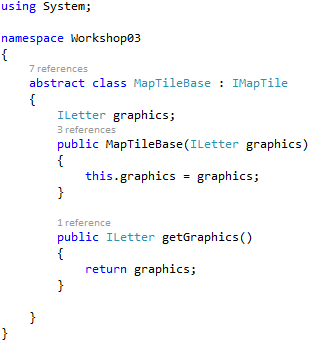 using System;
namespace Workshop03
{
7 references
abstract class MapTileBase : IMapTile
{
ILetter graphics;
3 references
public MapTileBase(ILetter graphics)
{
this.graphics = graphics;
}
1 reference
public ILetter getGraphics()
{
return graphics;
}
}
}